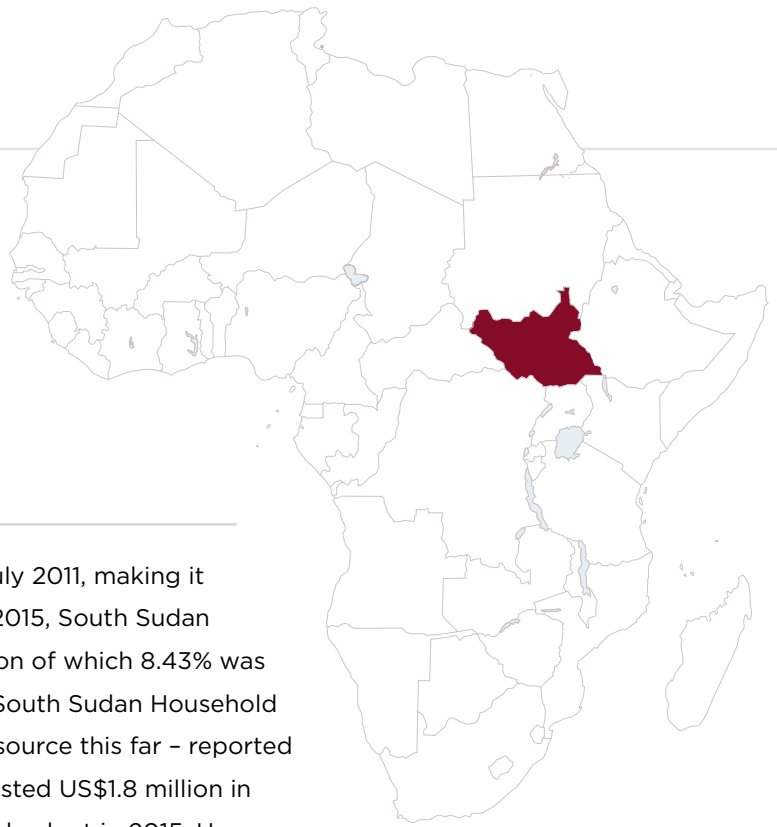 uly 2011, making it
2015, South Sudan
on of which 8.43% was
South Sudan Household
source this far – reported
sted US$1.8 million in